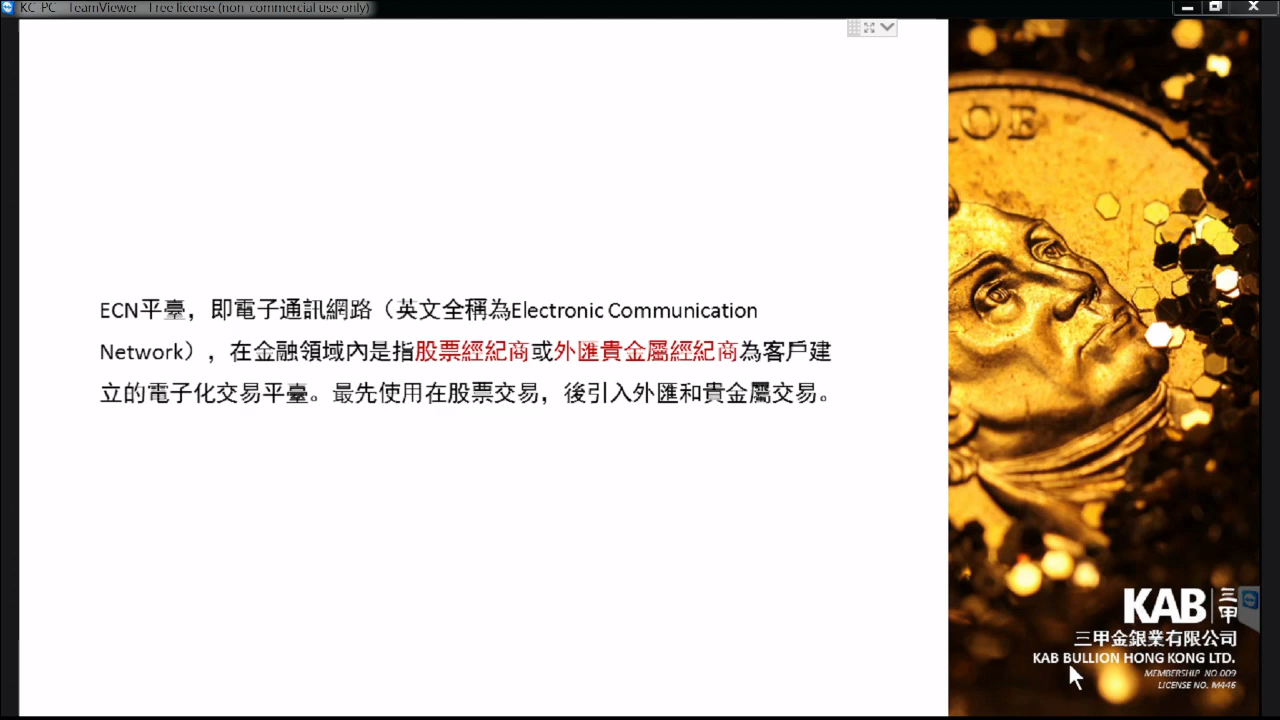 KC-PC - TeamViewer - Free license (non-commercial use only)
ECN平臺，即電子通訊網路（英文全稱為Electronic Communication
Network），在金融領域內是指股票經紀商或外匯貴金屬經紀商為客戶建
立的電子化交易平臺。最先使用在股票交易，後引入外匯和貴金屬交易。
OE
KAB 三甲
三甲金銀業有限公司
KAB BULLION HONG KONG LTD.
MEMBERSHIP NO.009
LICENSE NO. M446